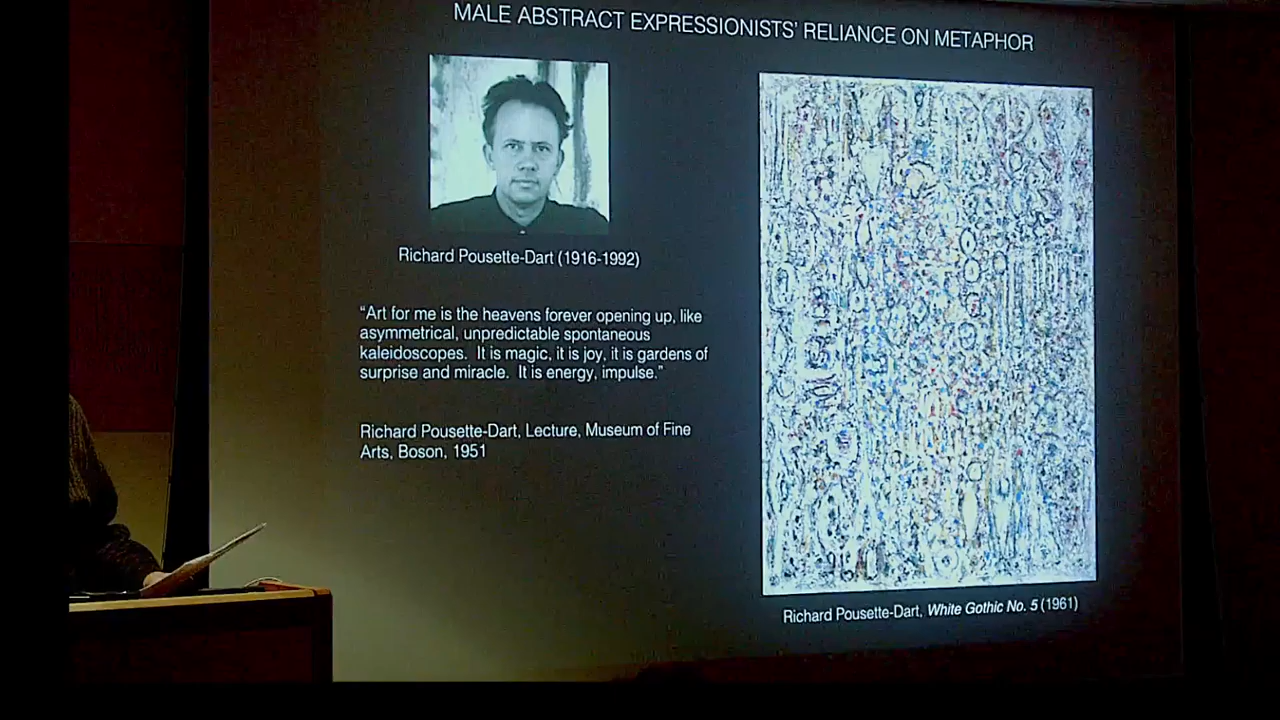 MALE ABSTRACT EXPRESSIONISTS' RELIANCE ON METAPHOR
Richard Pousette-Dart (1916-1992)
“Art for me is the heavens forever opening up, like
asymmetrical, unpredictable spontaneous
kaleidoscopes. It is magic, it is joy, it is gardens of
surprise and miracle. It is energy, impulse.”
Richard Pousette-Dart, Lecture, Museum of Fine
Arts, Boson, 1951
Richard Pousette-Dart, White Gothic No. 5 (1961)